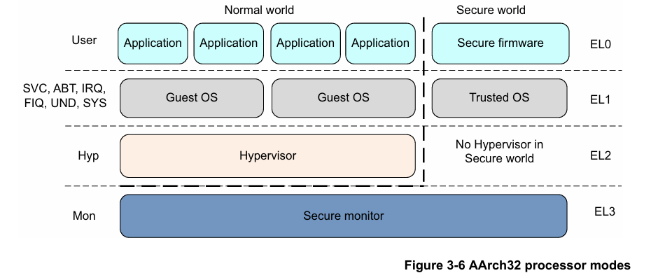 Normal world
Secure world
User
Application
Application
Application
Application
Secure firmware
EL0
SVC, ABT, IRQ,
FIQ, UND, SYS
Guest OS
Guest OS
Trusted OS
EL1
Hyp
Hypervisor
No Hypervisor in
Secure world
EL2
Mon
Secure monitor
EL3
Figure 3-6 AArch32 processor modes